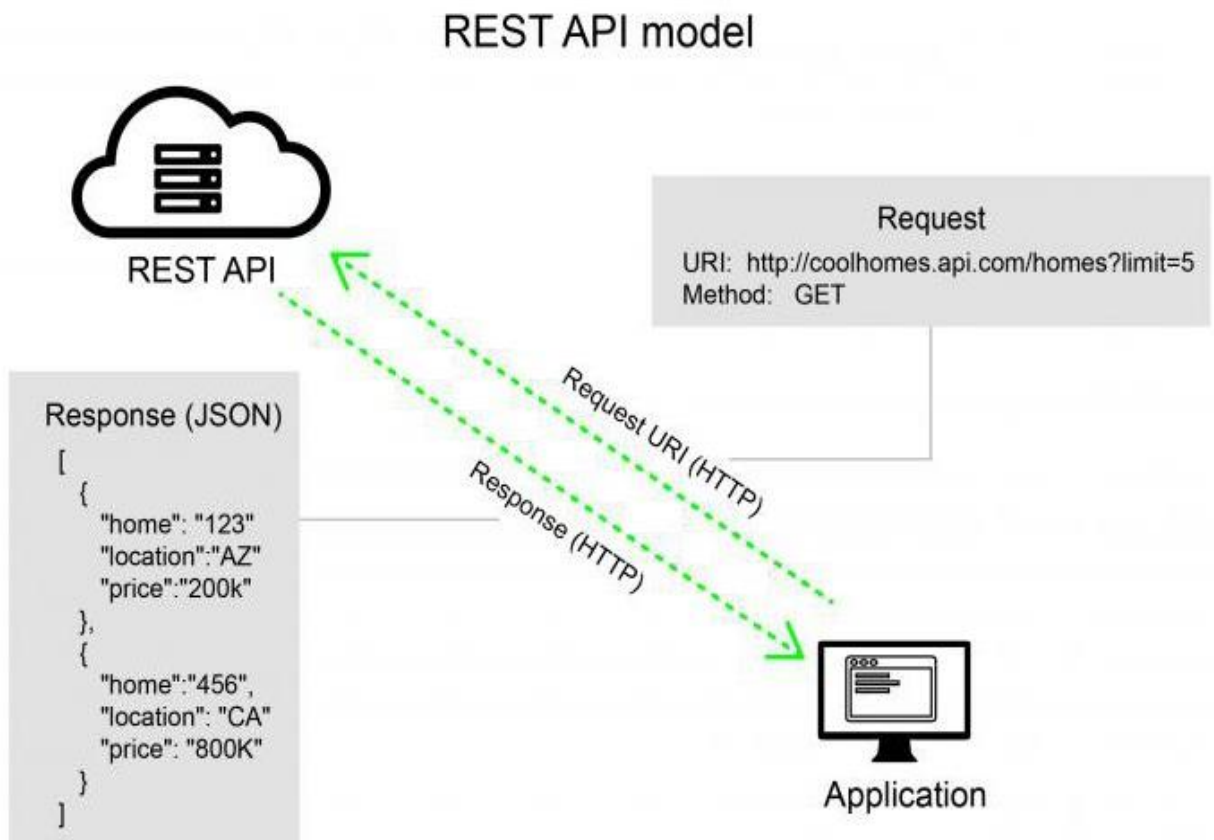 REST API model
REST API
Request
URI: http://coolhomes.api.com/homes?limit=5
Method: GET
Request URI (HTTP)
Response (HTTP)
Response (JSON)
[
{
"home": "123"
"location":"AZ"
"price":"200k"
},
{
"home":"456",
"location": "CA"
"price": "800K"
}
]
Application